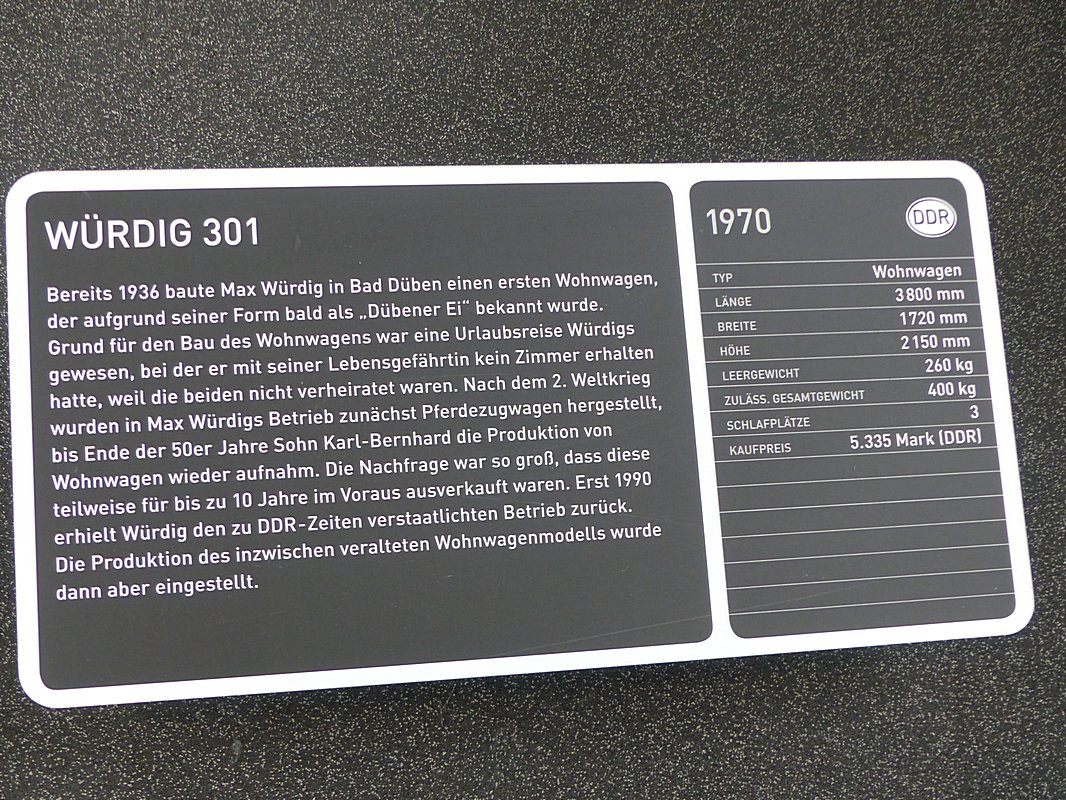 WÜRDIG 301
Bereits 1936 baute Max Würdig in Bad Düben einen ersten Wohnwagen,
der aufgrund seiner Form bald als „Dübener Ei“ bekannt wurde.
Grund für den Bau des Wohnwagens war eine Urlaubsreise Würdigs
gewesen, bei der er mit seiner Lebensgefährtin kein Zimmer erhalten
hatte, weil die beiden nicht verheiratet waren. Nach dem 2. Weltkrieg
wurden in Max Würdigs Betrieb zunächst Pferdezugwagen hergestellt,
bis Ende der 50er Jahre Sohn Karl-Bernhard die Produktion von
Wohnwagen wieder aufnahm. Die Nachfrage war so groß, dass diese
teilweise für bis zu 10 Jahre im Voraus ausverkauft waren. Erst 1990
erhielt Würdig den zu DDR-Zeiten verstaatlichten Betrieb zurück.
Die Produktion des inzwischen veralteten Wohnwagenmodells wurde
dann aber eingestellt.
1970 DDR
TYP Wohnwagen
LÄNGE 3 800 mm
BREITE 1 720 mm
HÖHE 2 150 mm
LEERGEWICHT 260 kg
ZULÄSS. GESAMTGEWICHT 400 kg
SCHLAFPLÄTZE 3
KAUFPREIS 5.335 Mark (DDR)